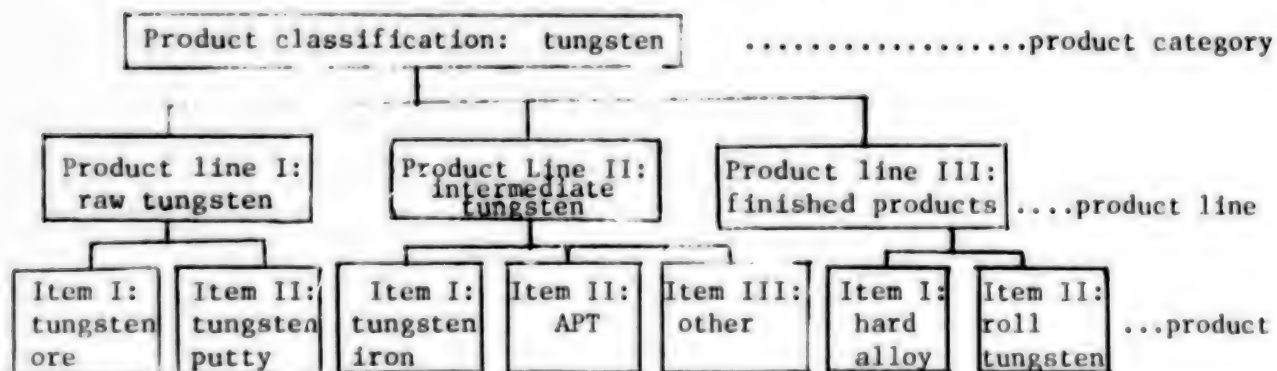 Product classification: tungsten ..................product category
Product line I:
raw tungsten
Product Line II:
intermediate
tungsten
Product line III:
finished products ....product line
Item I:
tungsten
ore
Item II:
tungsten
putty
Item I:
tungsten
iron
Item II:
APT
Item III:
other
Item I:
hard
alloy
Item II:
roll
tungsten
...product